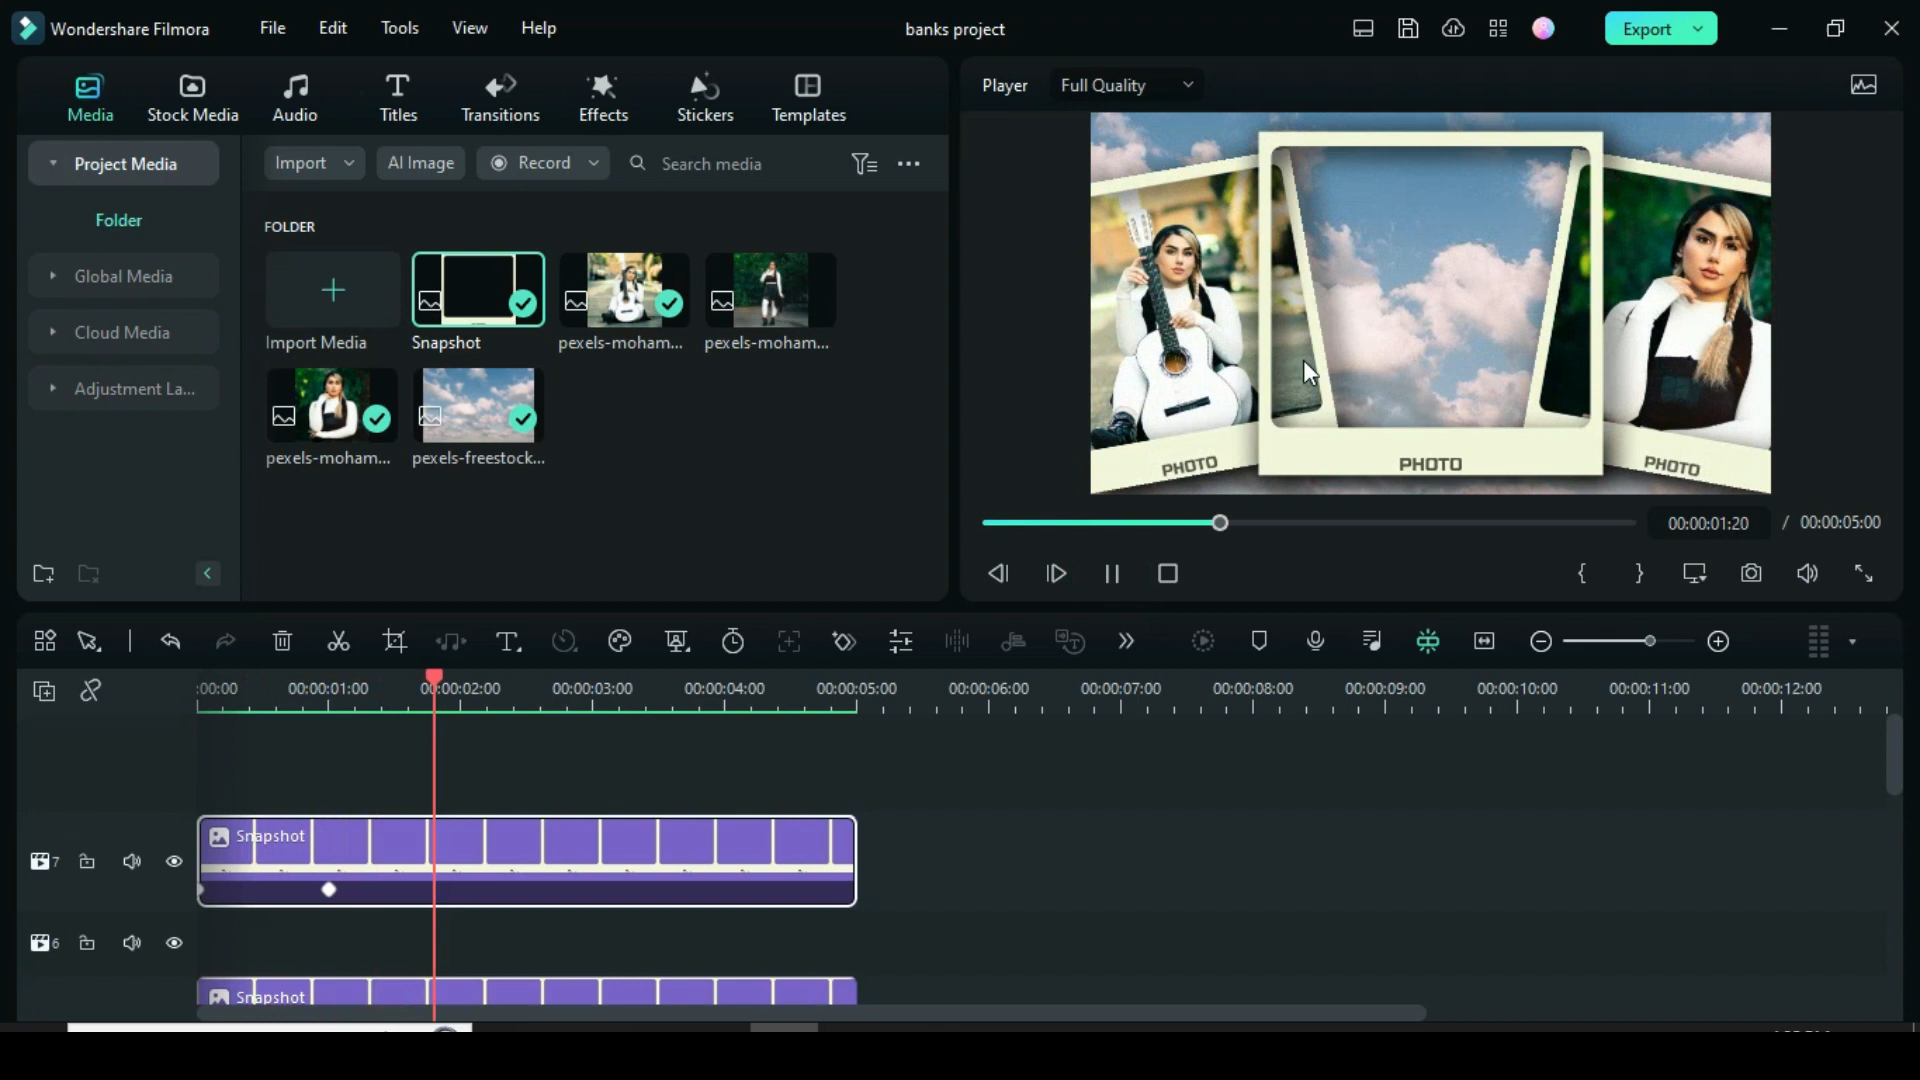 Wondershare Filmora File Edit Tools View Help banks project Export
Media Stock Media Audio Titles Transitions Effects Stickers Templates
Player Full Quality
Project Media Import AI Image Record Search media
Folder
FOLDER
Global Media
Cloud Media
Adjustment La...
Import Media Snapshot pexels-moham... pexels-moham...
pexels-moham... pexels-freestock...
PHOTO PHOTO PHOTO
00:00:01:20 / 00:00:05:00
:00:00 00:00:01:00 00:00:02:00 00:00:03:00 00:00:04:00 00:00:05:00 00:00:06:00 00:00:07:00 00:00:08:00 00:00:09:00 00:00:10:00 00:00:11:00 00:00:12:00
Snapshot
7
6
Snapshot